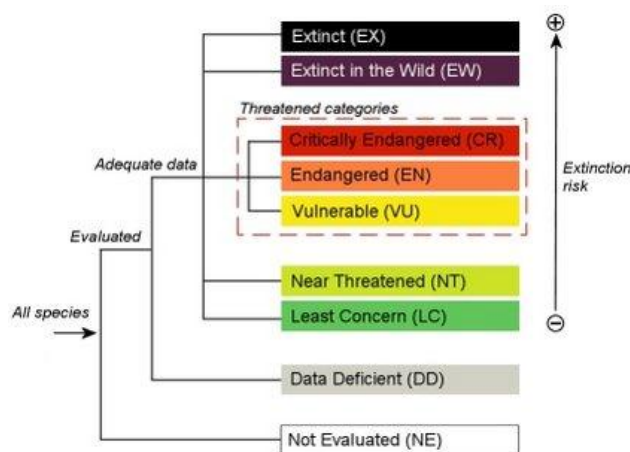 Extinct (EX)
Extinct in the Wild (EW)
Threatened categories
Critically Endangered (CR)
Adequate data
Endangered (EN)
Extinction
risk
Vulnerable (VU)
Evaluated
Near Threatened (NT)
All species
Least Concern (LC)
Data Deficient (DD)
Not Evaluated (NE)